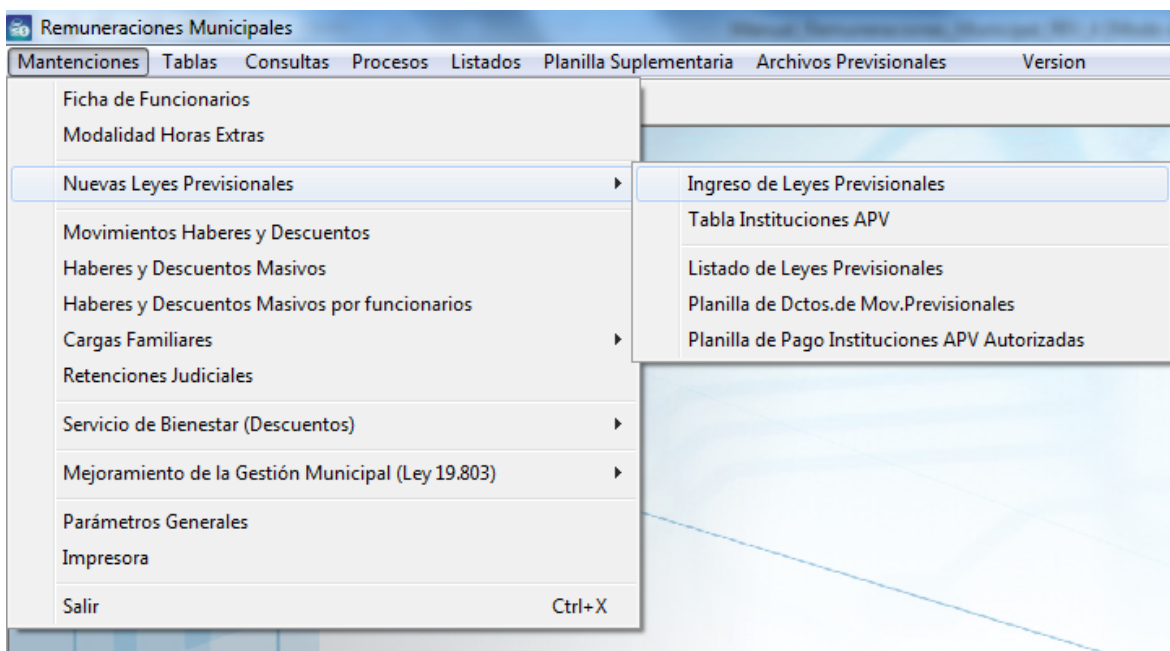 Remuneraciones Municipales
Mantenciones Tablas Consultas Procesos Listados Planilla Suplementaria Archivos Previsionales Version
Ficha de Funcionarios
Modalidad Horas Extras
Nuevas Leyes Previsionales
Movimientos Haberes y Descuentos
Haberes y Descuentos Masivos
Haberes y Descuentos Masivos por funcionarios
Cargas Familiares
Retenciones Judiciales
Servicio de Bienestar (Descuentos)
Mejoramiento de la Gestión Municipal (Ley 19.803)
Parámetros Generales
Impresora
Salir Ctrl+X
Ingreso de Leyes Previsionales
Tabla Instituciones APV
Listado de Leyes Previsionales
Planilla de Dctos.de Mov.Previsionales
Planilla de Pago Instituciones APV Autorizadas